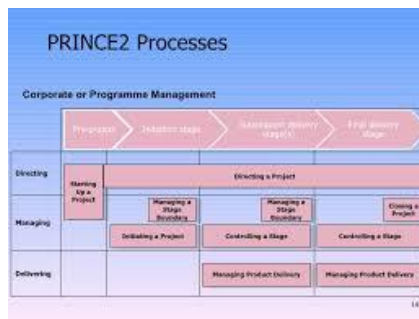 PRINCE2 Processes
Corporate or Programme Management
Pre-project
Initiation stage
Subsequent delivery
stage(s)
Final delivery
stage
Directing
Starting
Up a
Project
Directing a Project
Managing
Managing a
Stage
Boundary
Managing a
Stage
Boundary
Closing a
Project
Initiating a Project
Controlling a Stage
Controlling a Stage
Delivering
Managing Product Delivery
Managing Product Delivery